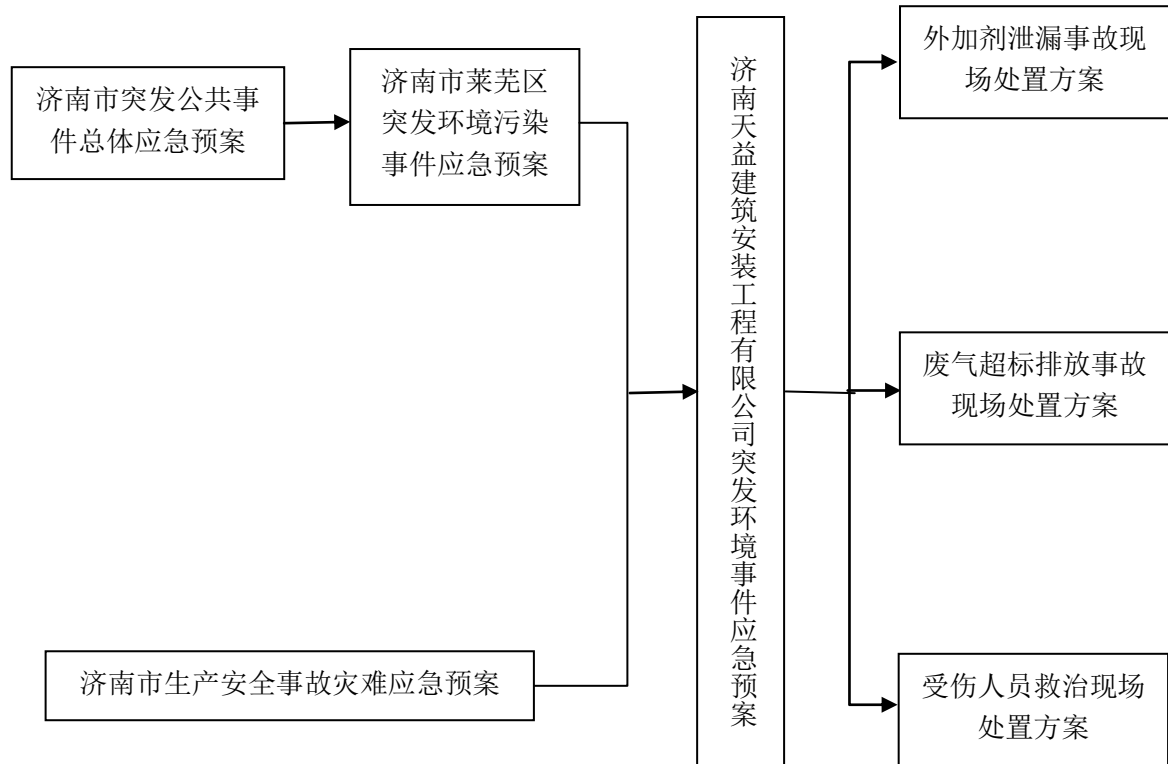 济南市突发公共事
件总体应急预案
济南市莱芜区
突发环境污染
事件应急预案
济南市生产安全事故灾难应急预案
济南天益建筑安装工程有限公司突发环境事件应急预案
外加剂泄漏事故现
场处置方案
废气超标排放事故
现场处置方案
受伤人员救治现场
处置方案